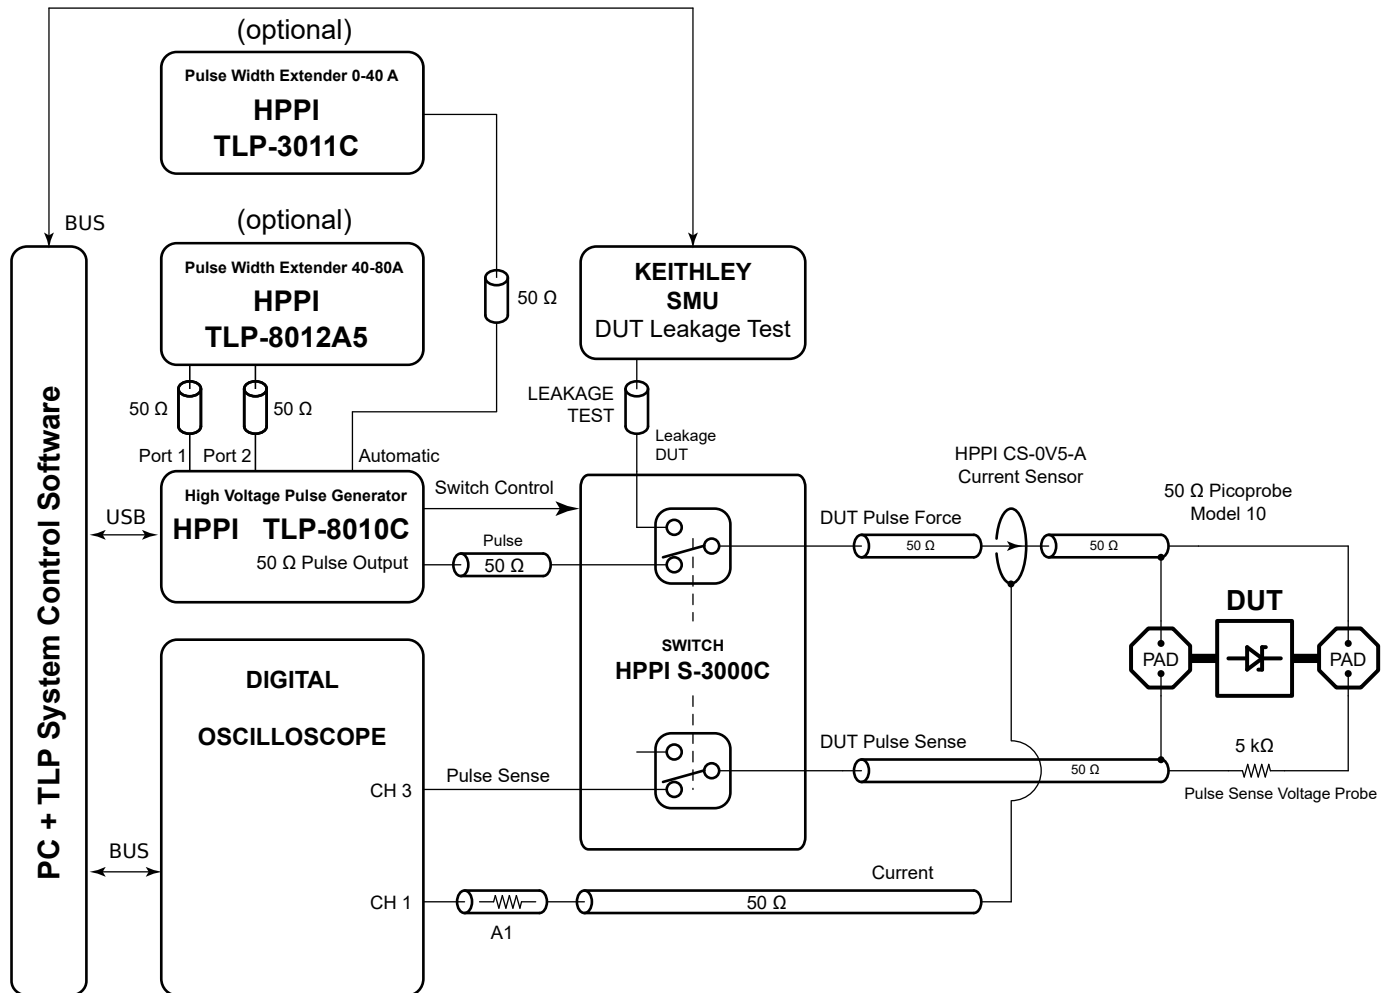 (optional)
Pulse Width Extender 0-40 A
HPPI
TLP-3011C
BUS
(optional)
Pulse Width Extender 40-80A
HPPI
TLP-8012A5
50 Ω
KEITHLEY
SMU
DUT Leakage Test
50 Ω
50 Ω
LEAKAGE
TEST
Leakage
DUT
Port 1
Port 2
Automatic
PC + TLP System Control Software
USB
High Voltage Pulse Generator
HPPI TLP-8010C
50 Ω Pulse Output
Switch Control
Pulse
50 Ω
DUT Pulse Force
50 Ω
HPPI CS-0V5-A
Current Sensor
50 Ω
50 Ω Picoprobe
Model 10
DUT
PAD
PAD
SWITCH
HPPI S-3000C
DIGITAL
OSCILLOSCOPE
CH 3
Pulse Sense
DUT Pulse Sense
50 Ω
5 kΩ
Pulse Sense Voltage Probe
BUS
CH 1
A1
Current
50 Ω